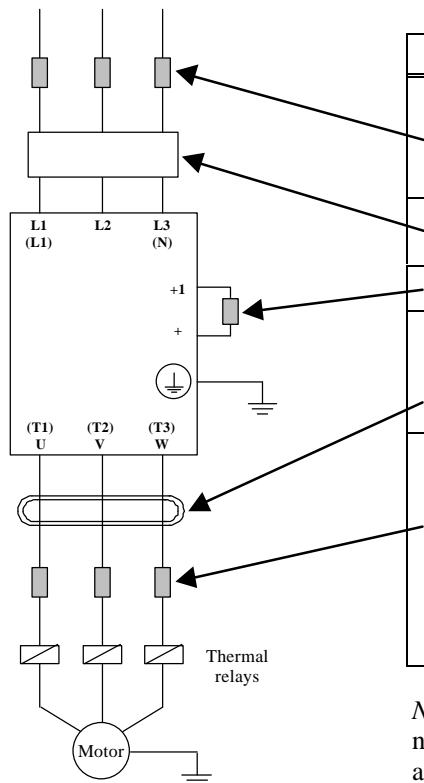 L1 L2 L3
(L1) (N)
+1
+
(T1) (T2) (T3)
U V W
Thermal
relays
Motor
N
n
a